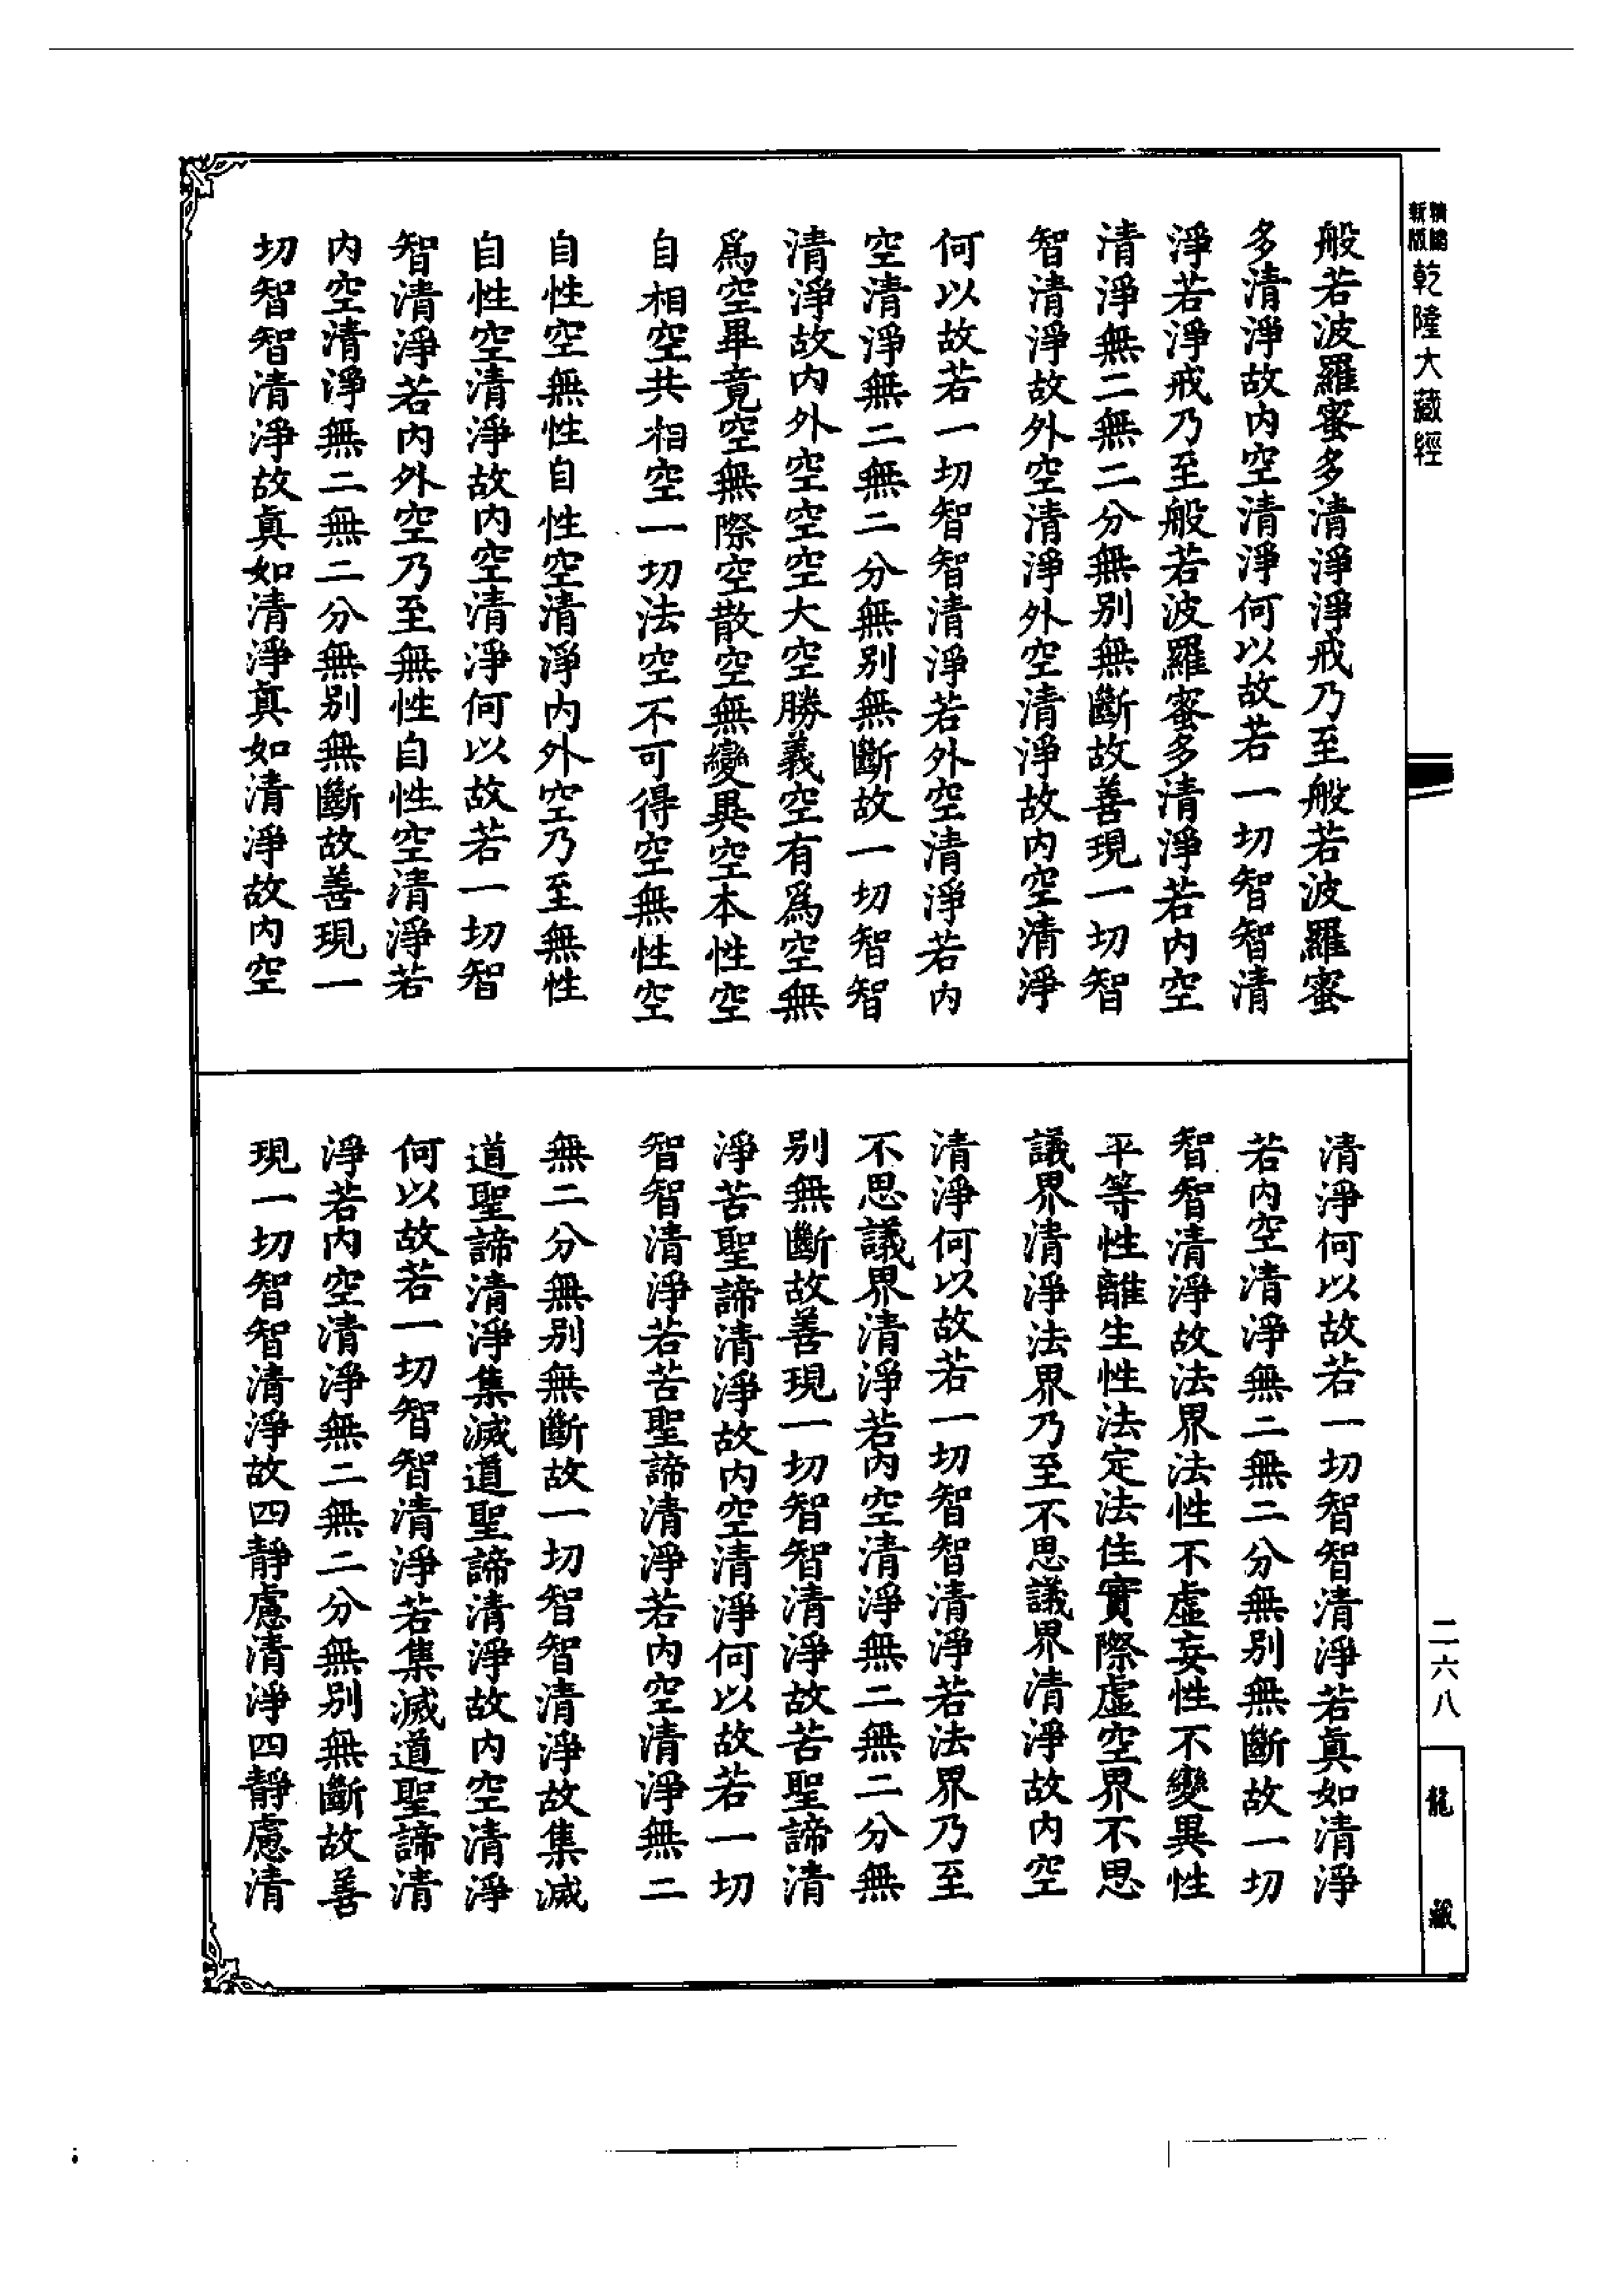 乾隆大藏經
般若波羅蜜多清淨淨戒乃至般若波羅蜜
多清淨故內空清淨何以故若一切智智清
淨若淨戒乃至般若波羅蜜多清淨若內空
清淨無二無二分無別無斷故善現一切智
智清淨故外空清淨外空清淨故內空清淨
何以故若一切智智清淨若外空清淨若內
空清淨無二無二分無別無斷故一切智智
清淨故內外空空空大空勝義空有爲空無
爲空畢竟空無際空散空無變異空本性空
自相空共相空一切法空不可得空無性空
自性空無性自性空清淨內外空乃至無性
自性空清淨故內空清淨何以故若一切智
智清淨若內外空乃至無性自性空清淨若
內空清淨無二無二分無別無斷故善現一
切智智清淨故眞如清淨眞如清淨故內空
清淨何以故若一切智智清淨若眞如清淨
若內空清淨無二無二分無別無斷故一切
智智清淨故法界法性不虛妄性不變異性
平等性離生性法定法住實際虛空界不思
議界清淨法界乃至不思議界清淨故內空
清淨何以故若一切智智清淨若法界乃至
不思議界清淨若內空清淨無二無二分無
別無斷故善現一切智智清淨故苦聖諦清
淨苦聖諦清淨故內空清淨何以故若一切
智智清淨若苦聖諦清淨若內空清淨無二
無二分無別無斷故一切智智清淨故集滅
道聖諦清淨集滅道聖諦清淨故內空清淨
何以故若一切智智清淨若集滅道聖諦清
淨若內空清淨無二無二分無別無斷故善
現一切智智清淨故四靜慮清淨四靜慮清
二六八
龍藏